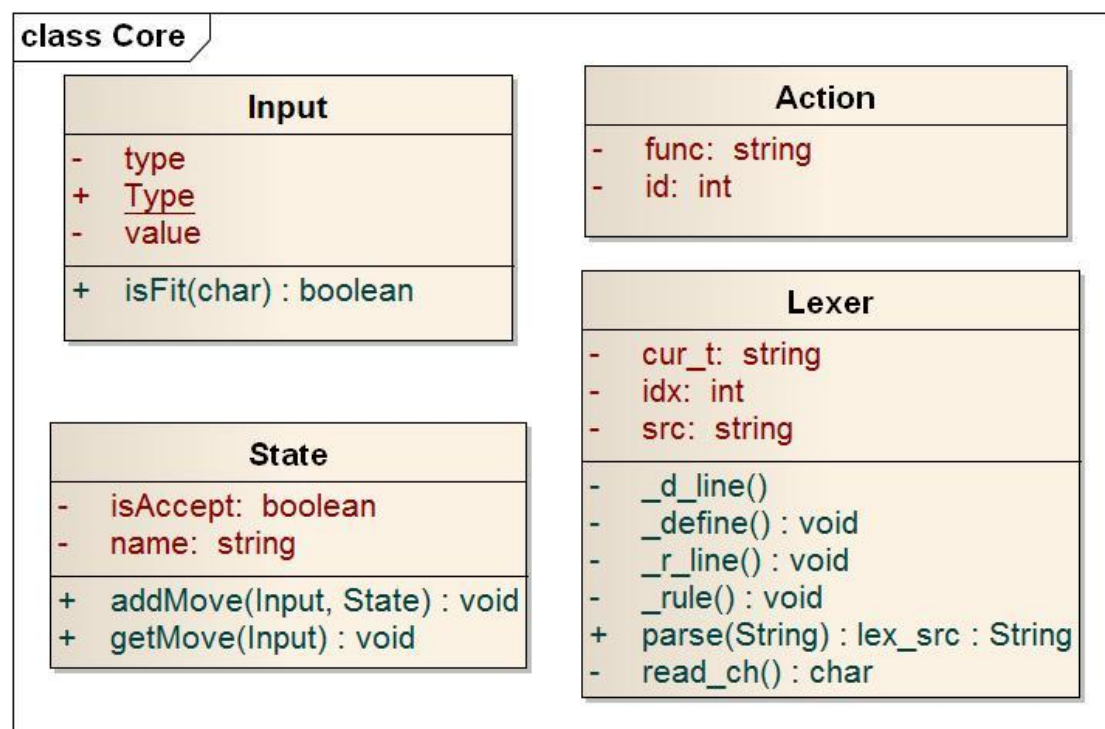 class Core
Input
- type
+ Type
- value
+ isFit(char) : boolean
Action
- func: string
- id: int
State
- isAccept: boolean
- name: string
+ addMove(Input, State) : void
+ getMove(Input) : void
Lexer
- cur_t: string
- idx: int
- src: string
- _d_line()
- _define() : void
- _r_line() : void
- _rule() : void
+ parse(String) : lex_src : String
- read_ch() : char